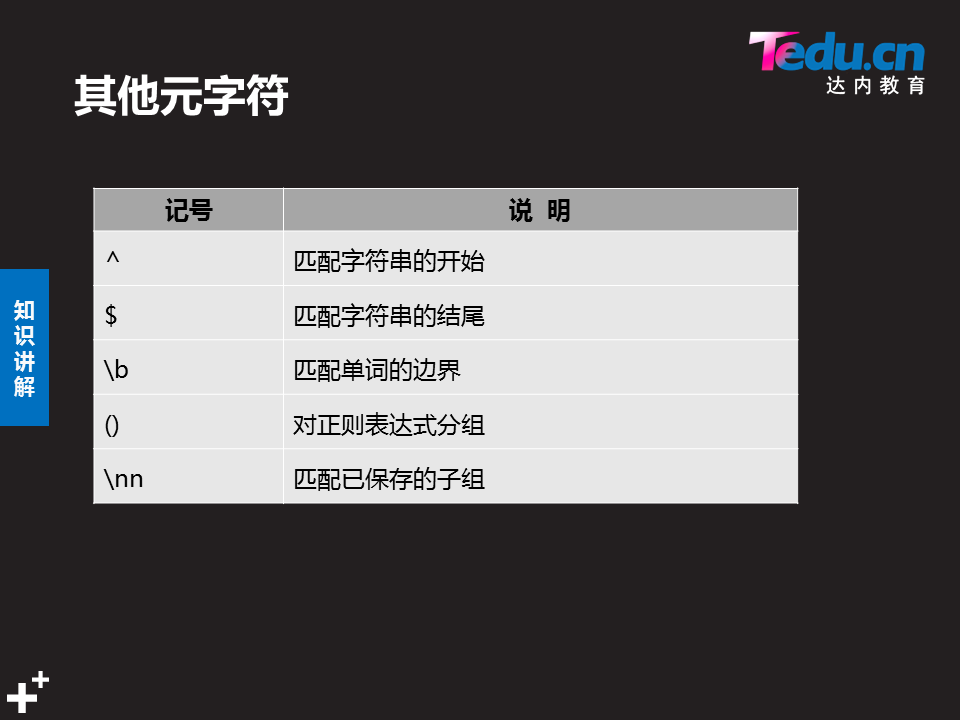 Tedu.cn
达内教育
其他元字符
记号 说 明
^ 匹配字符串的开始
$ 匹配字符串的结尾
\b 匹配单词的边界
() 对正则表达式分组
\nn 匹配已保存的子组
知识讲解